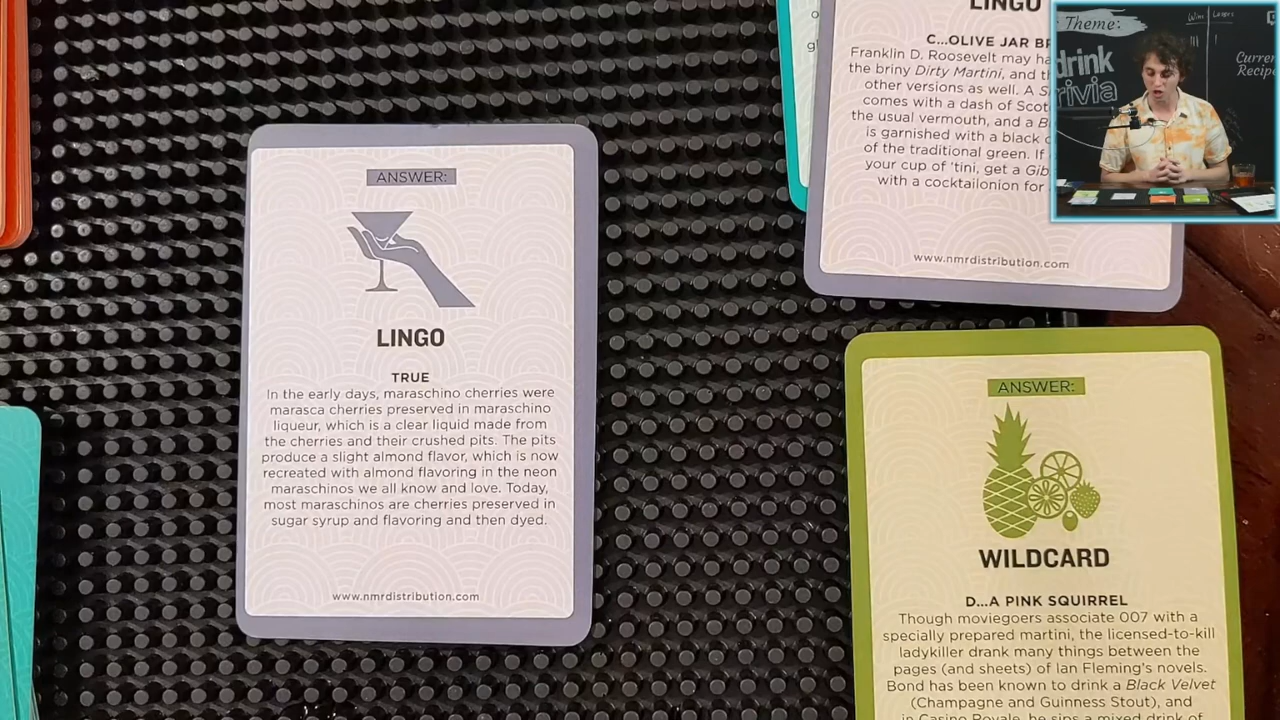 ANSWER:
LINGO
TRUE
In the early days, maraschino cherries were
marasca cherries preserved in maraschino
liqueur, which is a clear liquid made from
the cherries and their crushed pits. The pits
produce a slight almond flavor, which is now
recreated with almond flavoring in the neon
maraschinos we all know and love. Today,
most maraschinos are cherries preserved in
sugar syrup and flavoring and then dyed.
www.nmrdistribution.com
LINGO
C...OLIVE JAR
Franklin D. Roosevelt may
the briny Dirty Martini, and
other versions as well. A
comes with a dash of
the usual vermouth, and a
is garnished with a black
of the traditional green. If
your cup of 'tini, get a
with a cocktailonion for
www.nmrdistribution.com
Theme:
drink
trivia
ANSWER:
WILDCARD
D...A PINK SQUIRREL
Though moviegoers associate 007 with a
specially prepared martini, the licensed-to-kill
ladykiller drank many things between the
pages (and sheets) of Ian Fleming's novels.
Bond has been known to drink a Black Velvet
(Champagne and Guinness Stout), and
in Casino Royale, he sips a mixed drink of